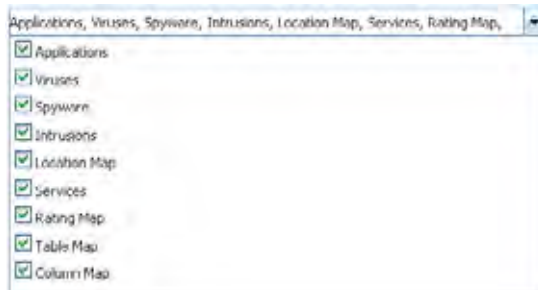 Applications, Viruses, Spyware, Intrusions, Location Map, Services, Rating Map,
Applications
Viruses
Spyware
Intrusions
Location Map
Services
Rating Map
Table Map
Column Map